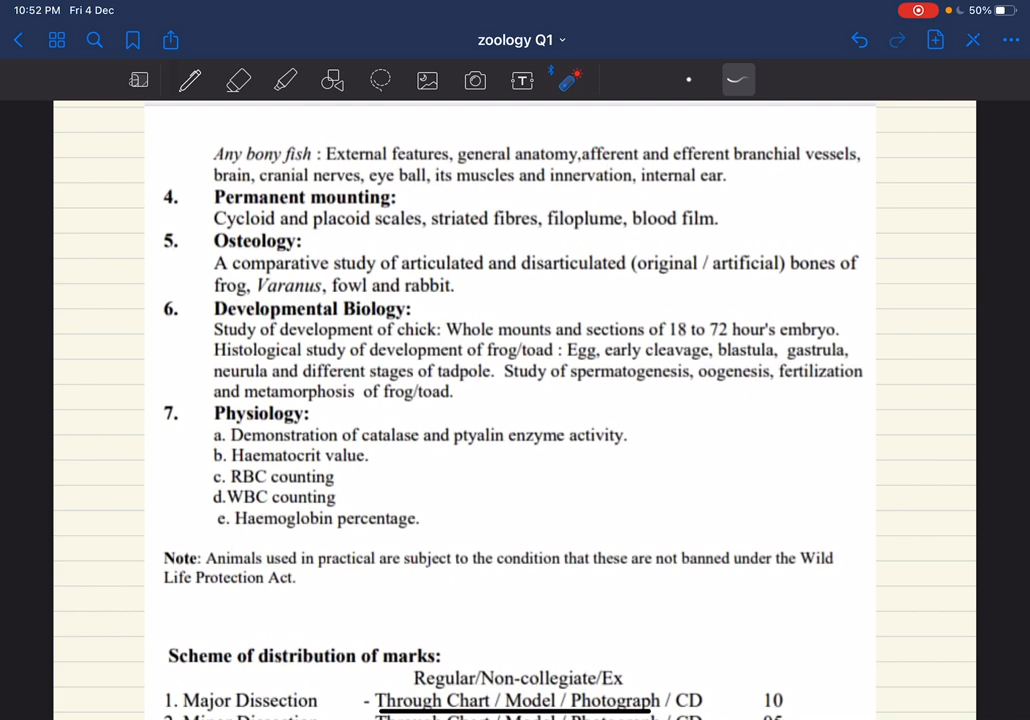 10:52 PM Fri 4 Dec
50%
zoology Q1
T
Any bony fish : External features, general anatomy,afferent and efferent branchial vessels,
brain, cranial nerves, eye ball, its muscles and innervation, internal ear.
4. Permanent mounting:
Cycloid and placoid scales, striated fibres, filoplume, blood film.
5. Osteology:
A comparative study of articulated and disarticulated (original / artificial) bones of
frog, Varanus, fowl and rabbit.
6. Developmental Biology:
Study of development of chick: Whole mounts and sections of 18 to 72 hour's embryo.
Histological study of development of frog/toad : Egg, early cleavage, blastula, gastrula,
neurula and different stages of tadpole. Study of spermatogenesis, oogenesis, fertilization
and metamorphosis of frog/toad.
7. Physiology:
a. Demonstration of catalase and ptyalin enzyme activity.
b. Haematocrit value.
c. RBC counting
d.WBC counting
e. Haemoglobin percentage.
Note: Animals used in practical are subject to the condition that these are not banned under the Wild
Life Protection Act.
Scheme of distribution of marks:
Regular/Non-collegiate/Ex
1. Major Dissection - Through Chart / Model / Photograph / CD 10